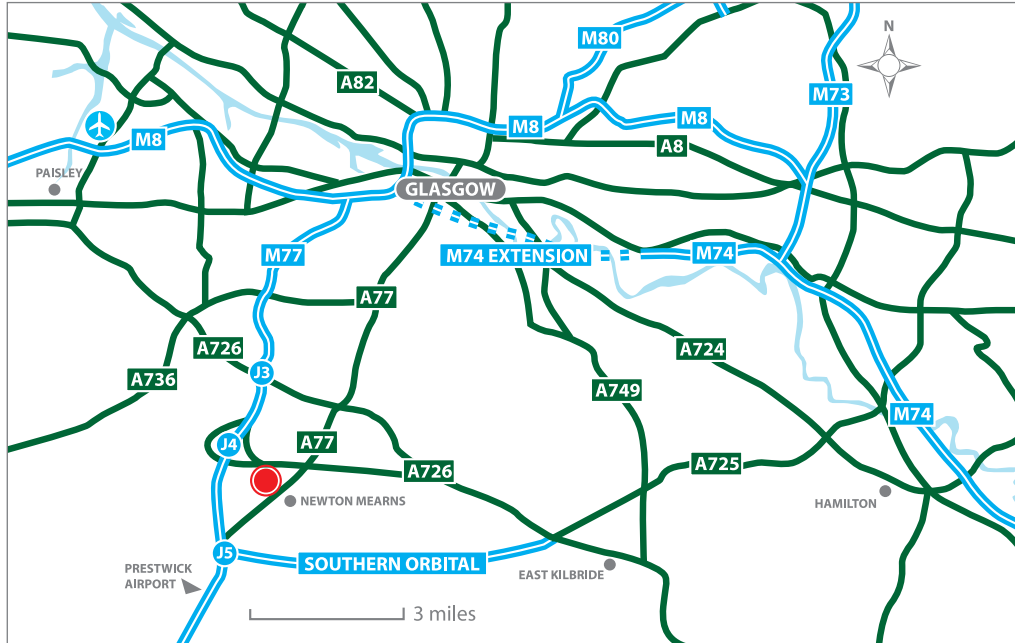 N
M80
A82
M73
M8
M8
M8
A8
PAISLEY
GLASGOW
M77
M74 EXTENSION
M74
A77
A726
A724
J3
A736
A749
M74
J4
A77
A726
A725
NEWTON MEARNS
HAMILTON
J5
SOUTHERN ORBITAL
PRESTWICK
AIRPORT
EAST KILBRIDE
3 miles